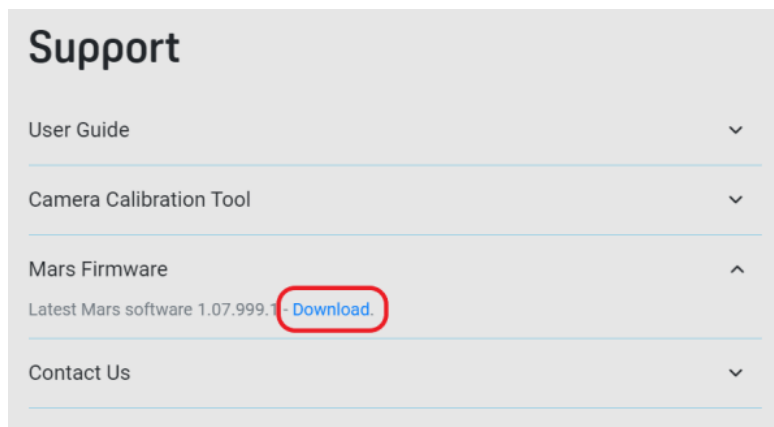 Support
User Guide
Camera Calibration Tool
Mars Firmware
Latest Mars software 1.07.999.1 - Download.
Contact Us